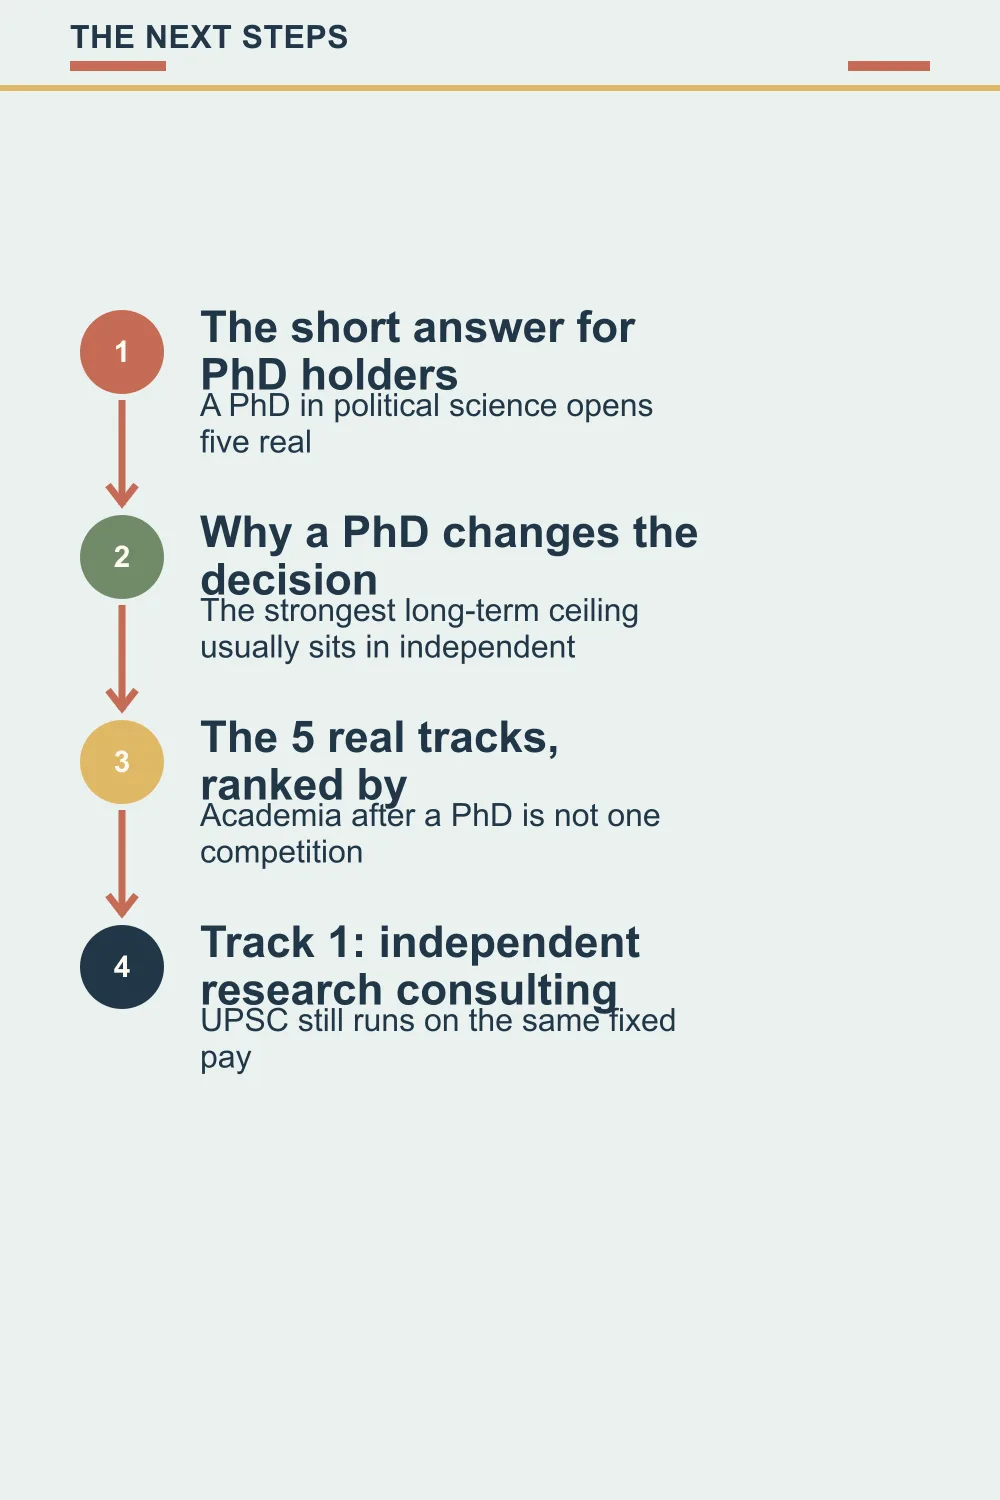 THE NEXT STEPS
1
The short answer for
PhD holders
A PhD in political science opens
five real
2
Why a PhD changes the
decision
The strongest long-term ceiling
usually sits in independent
3
The 5 real tracks,
ranked by
Academia after a PhD is not one
competition
4
Track 1: independent
research consulting
UPSC still runs on the same fixed
pay